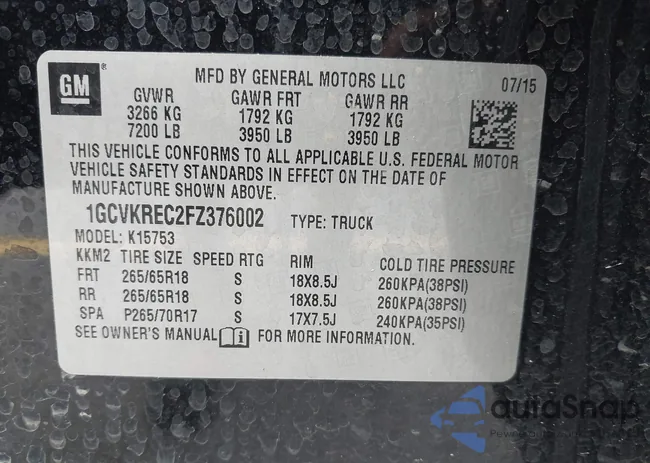 GM ®
MFD BY GENERAL MOTORS LLC 07/15
GVWR GAWR FRT GAWR RR
3266 KG 1792 KG 1792 KG
7200 LB 3950 LB 3950 LB
THIS VEHICLE CONFORMS TO ALL APPLICABLE U.S. FEDERAL MOTOR
VEHICLE SAFETY STANDARDS IN EFFECT ON THE DATE OF
MANUFACTURE SHOWN ABOVE.
1GCVKREC2FZ376002 TYPE: TRUCK
MODEL: K15753
KKM2 TIRE SIZE SPEED RTG RIM COLD TIRE PRESSURE
FRT 265/65R18 S 18X8.5J 260KPA(38PSI)
RR 265/65R18 S 18X8.5J 260KPA(38PSI)
SPA P265/70R17 S 17X7.5J 240KPA(35PSI)
SEE OWNER'S MANUAL FOR MORE INFORMATION.
autoSnap